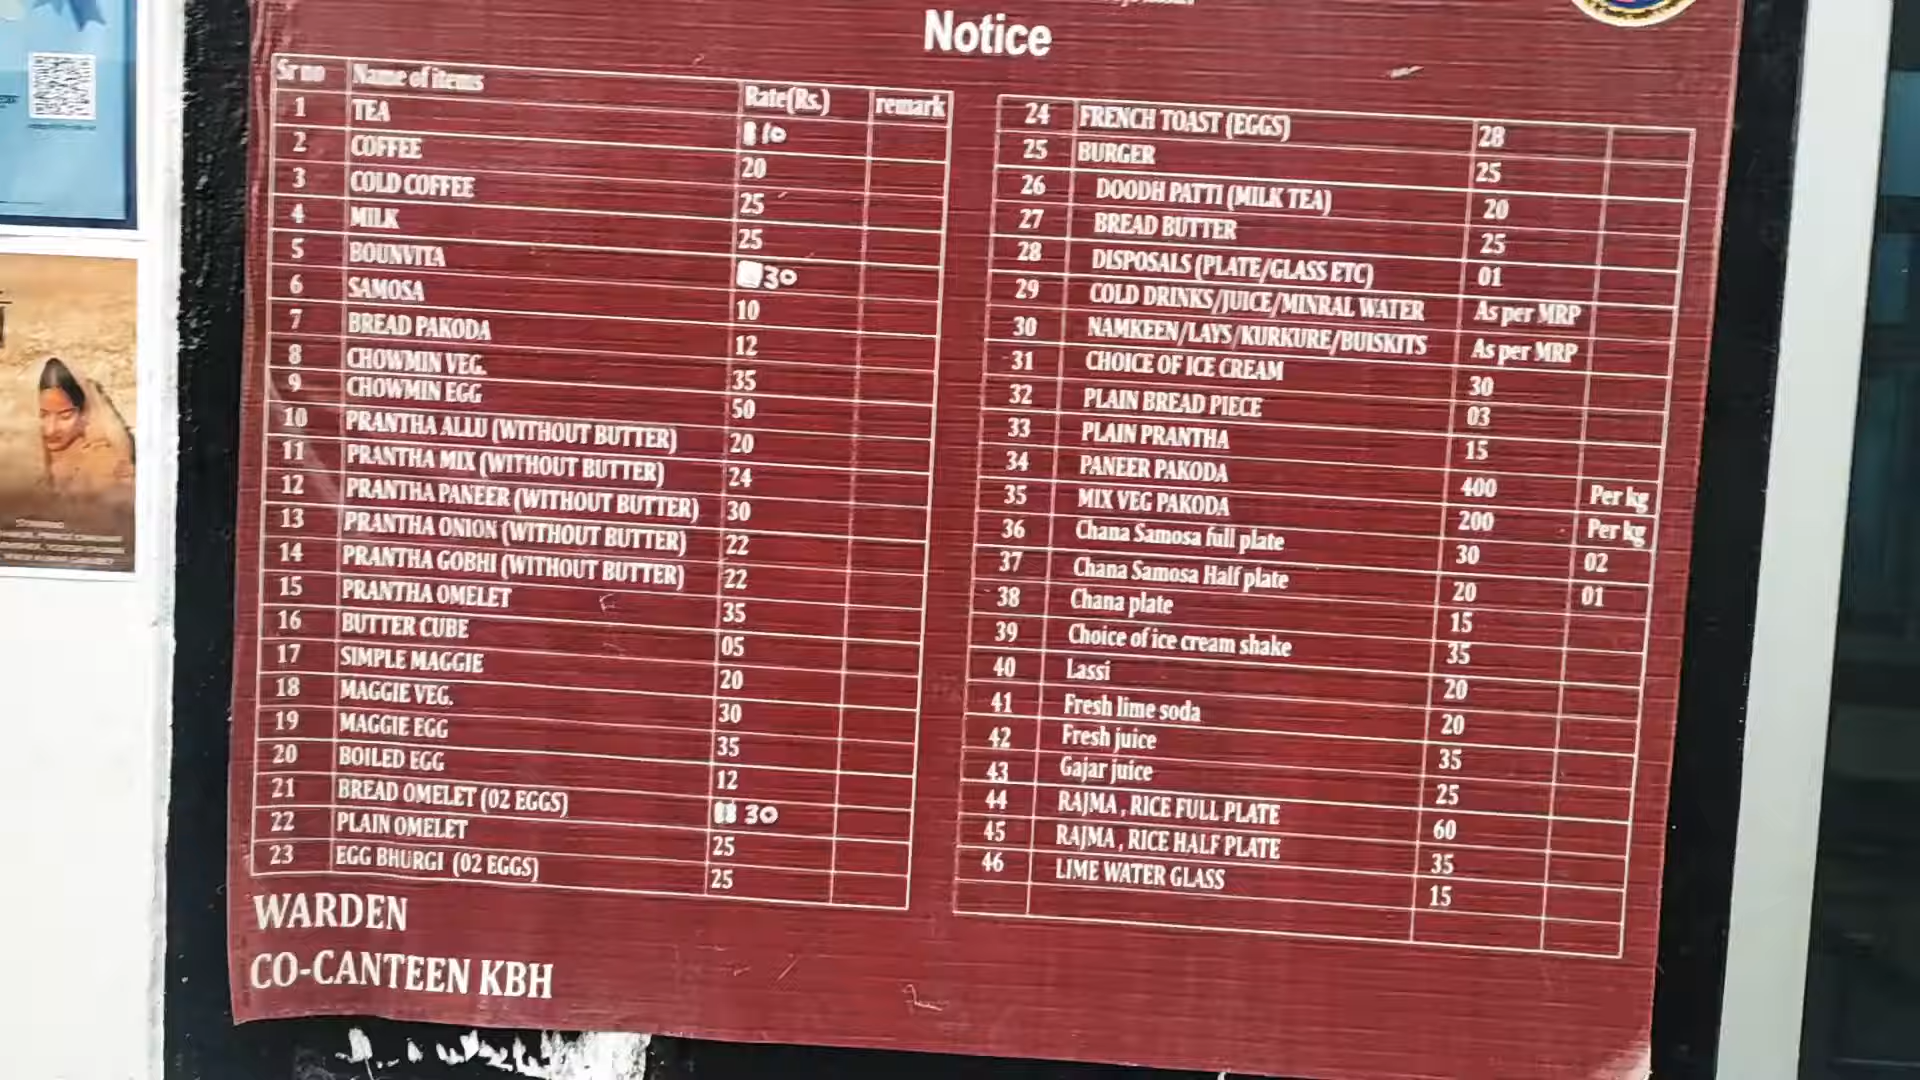 Notice
Sr no Name of items Rate(Rs.) remark
1 TEA 10
2 COFFEE 20
3 COLD COFFEE 25
4 MILK 25
5 BOUNVITA 30
6 SAMOSA 10
7 BREAD PAKODA 12
8 CHOWMIN VEG. 35
9 CHOWMIN EGG 50
10 PRANTHA ALLU (WITHOUT BUTTER) 20
11 PRANTHA MIX (WITHOUT BUTTER) 24
12 PRANTHA PANEER (WITHOUT BUTTER) 30
13 PRANTHA ONION (WITHOUT BUTTER) 22
14 PRANTHA GOBHI (WITHOUT BUTTER) 22
15 PRANTHA OMELET 35
16 BUTTER CUBE 05
17 SIMPLE MAGGIE 20
18 MAGGIE VEG. 30
19 MAGGIE EGG 35
20 BOILED EGG 12
21 BREAD OMELET (02 EGGS) 30
22 PLAIN OMELET 25
23 EGG BHURGI (02 EGGS) 25
24 FRENCH TOAST (EGGS) 28
25 BURGER 25
26 DOODH PATTI (MILK TEA) 20
27 BREAD BUTTER 25
28 DISPOSALS (PLATE/GLASS ETC) 01
29 COLD DRINKS/JUICE/MINRAL WATER As per MRP
30 NAMKEEN/LAYS/KURKURE/BUISKITS As per MRP
31 CHOICE OF ICE CREAM 30
32 PLAIN BREAD PIECE 03
33 PLAIN PRANTHA 15
34 PANEER PAKODA 400 Per kg
35 MIX VEG PAKODA 200 Per kg
36 Chana Samosa full plate 30 02
37 Chana Samosa Half plate 20 01
38 Chana plate 15
39 Choice of ice cream shake 35
40 Lassi 20
41 Fresh lime soda 20
42 Fresh juice 35
43 Gajar juice 25
44 RAJMA , RICE FULL PLATE 60
45 RAJMA , RICE HALF PLATE 35
46 LIME WATER GLASS 15
WARDEN
CO-CANTEEN KBH